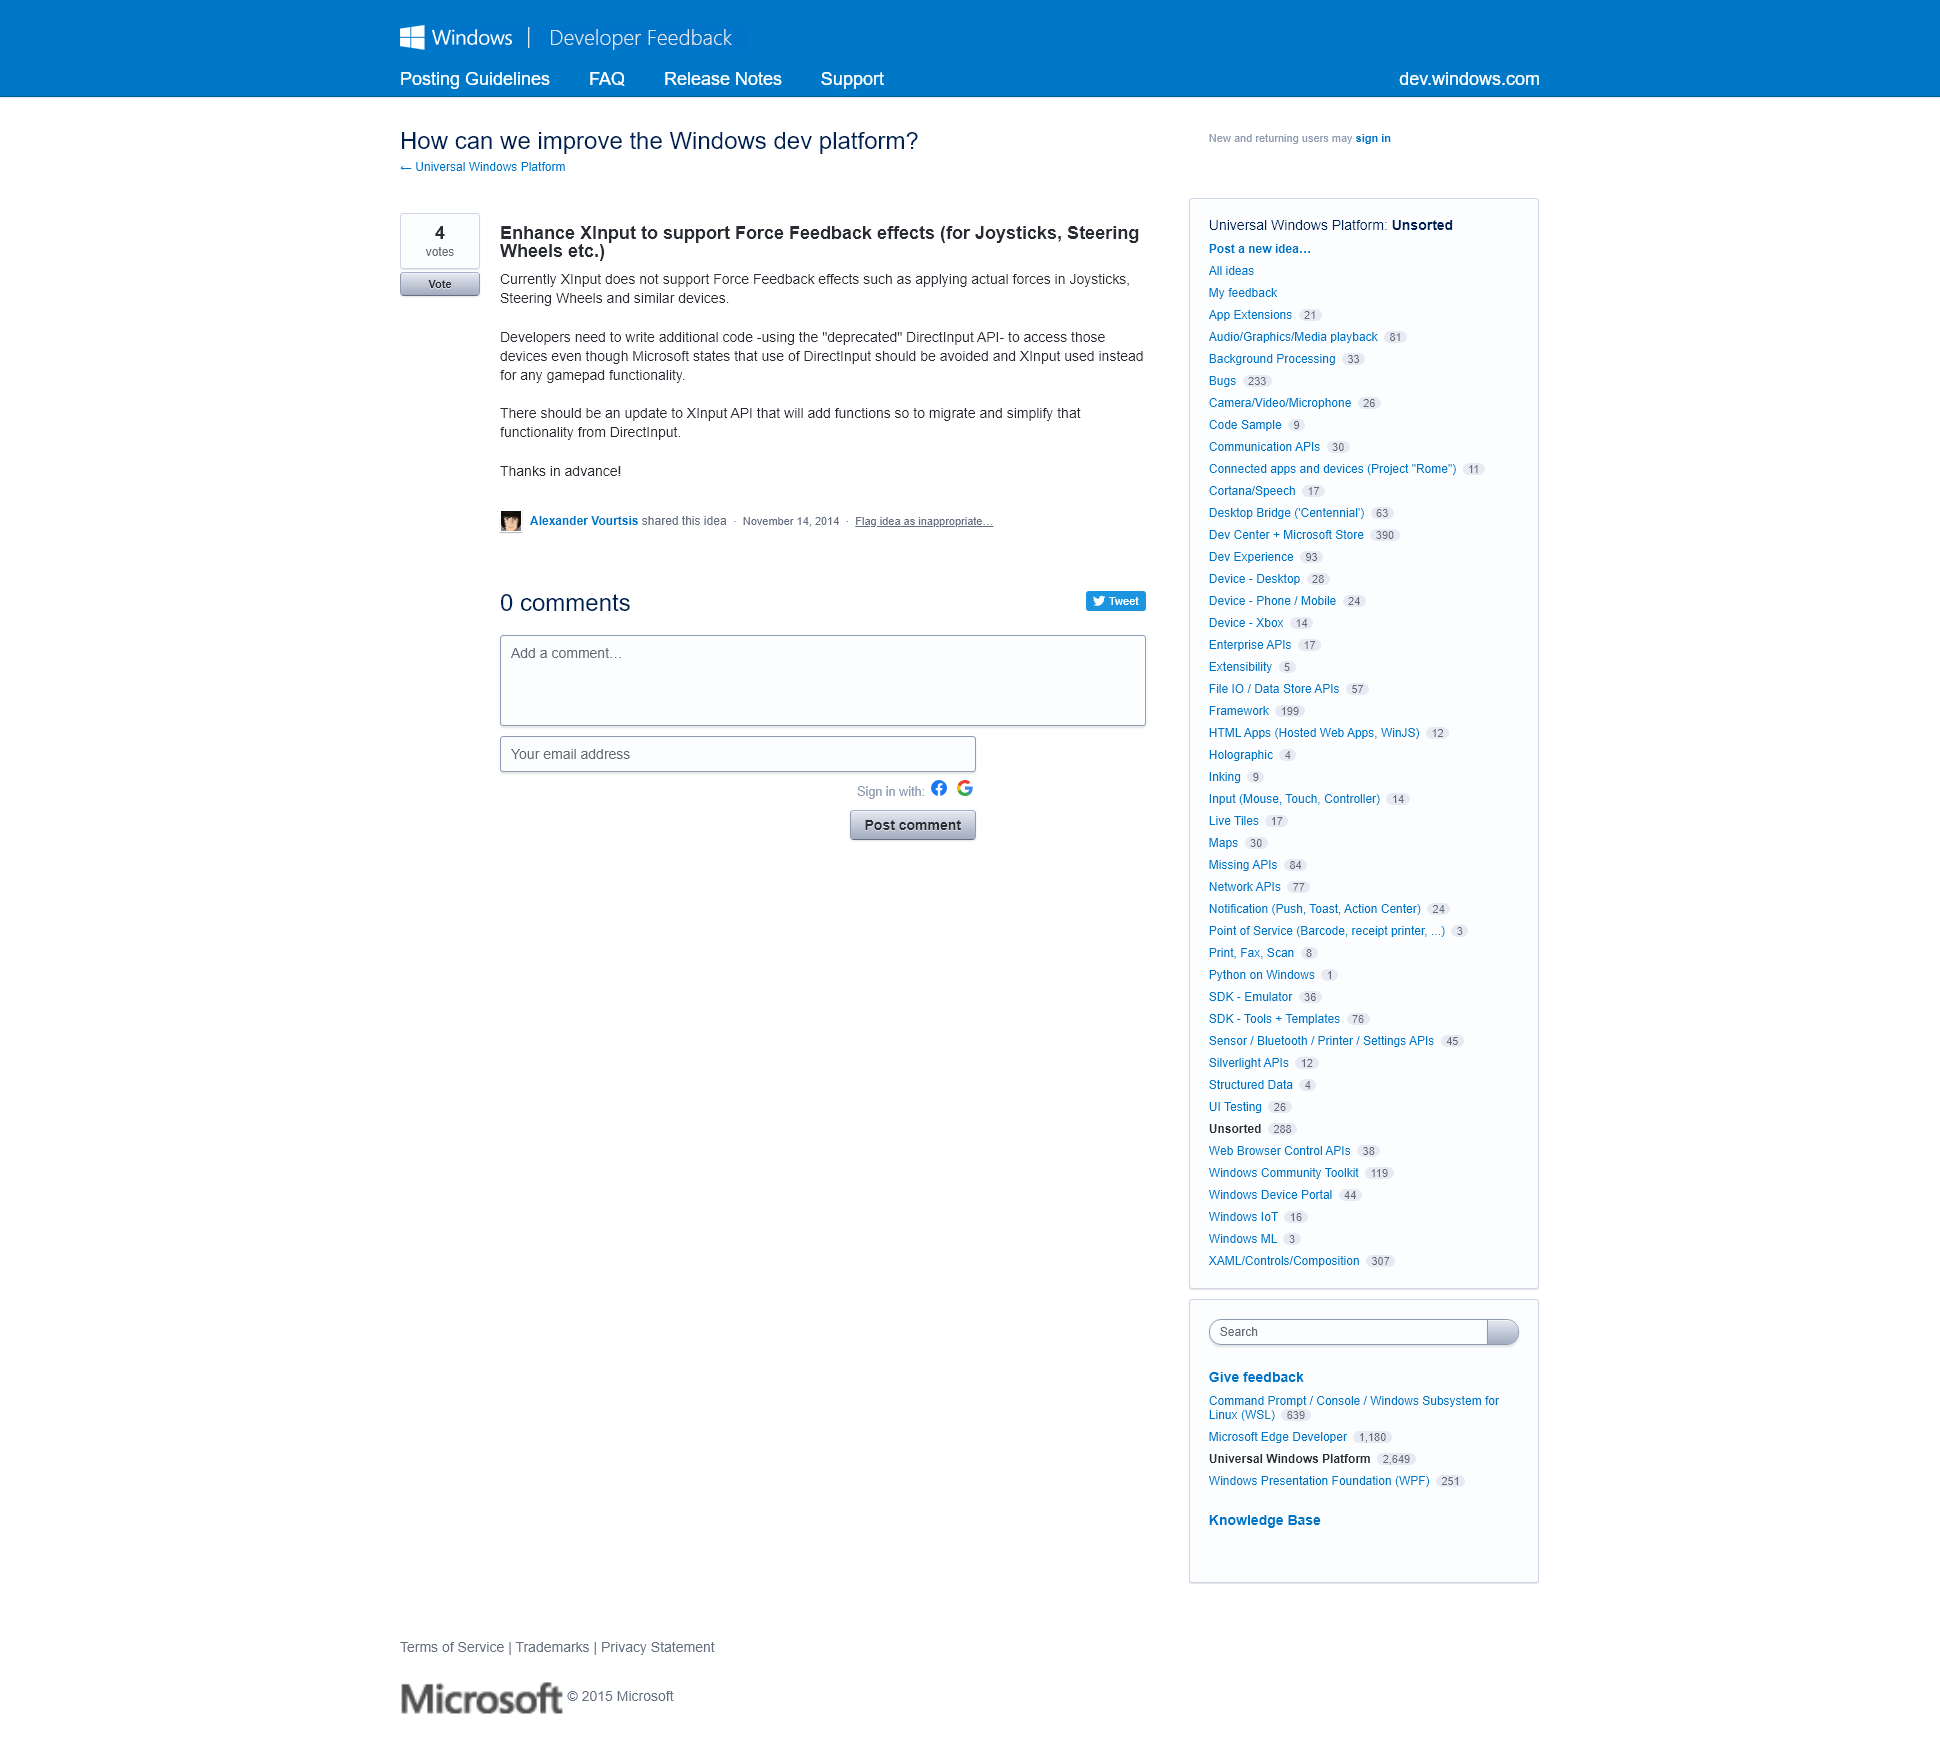 Windows | Developer Feedback
Posting Guidelines FAQ Release Notes Support dev.windows.com
How can we improve the Windows dev platform?
← Universal Windows Platform
New and returning users may sign in
4
votes
Vote
Enhance XInput to support Force Feedback effects (for Joysticks, Steering
Wheels etc.)
Currently XInput does not support Force Feedback effects such as applying actual forces in Joysticks,
Steering Wheels and similar devices.
Developers need to write additional code -using the "deprecated" DirectInput API- to access those
devices even though Microsoft states that use of DirectInput should be avoided and XInput used instead
for any gamepad functionality.
There should be an update to XInput API that will add functions so to migrate and simplify that
functionality from DirectInput.
Thanks in advance!
Alexander Vourtsis shared this idea · November 14, 2014 · Flag idea as inappropriate…
0 comments
Tweet
Add a comment…
Your email address
Sign in with:
Post comment
Universal Windows Platform: Unsorted
Post a new idea…
All ideas
My feedback
App Extensions 21
Audio/Graphics/Media playback 81
Background Processing 33
Bugs 233
Camera/Video/Microphone 26
Code Sample 9
Communication APIs 30
Connected apps and devices (Project "Rome") 11
Cortana/Speech 17
Desktop Bridge ('Centennial') 63
Dev Center + Microsoft Store 390
Dev Experience 93
Device - Desktop 28
Device - Phone / Mobile 24
Device - Xbox 14
Enterprise APIs 17
Extensibility 5
File IO / Data Store APIs 57
Framework 199
HTML Apps (Hosted Web Apps, WinJS) 12
Holographic 4
Inking 9
Input (Mouse, Touch, Controller) 14
Live Tiles 17
Maps 30
Missing APIs 84
Network APIs 77
Notification (Push, Toast, Action Center) 24
Point of Service (Barcode, receipt printer, ...) 3
Print, Fax, Scan 8
Python on Windows 1
SDK - Emulator 36
SDK - Tools + Templates 76
Sensor / Bluetooth / Printer / Settings APIs 45
Silverlight APIs 12
Structured Data 4
UI Testing 26
Unsorted 288
Web Browser Control APIs 38
Windows Community Toolkit 119
Windows Device Portal 44
Windows IoT 16
Windows ML 3
XAML/Controls/Composition 307
Search
Give feedback
Command Prompt / Console / Windows Subsystem for
Linux (WSL) 639
Microsoft Edge Developer 1,180
Universal Windows Platform 2,649
Windows Presentation Foundation (WPF) 251
Knowledge Base
Terms of Service | Trademarks | Privacy Statement
Microsoft © 2015 Microsoft